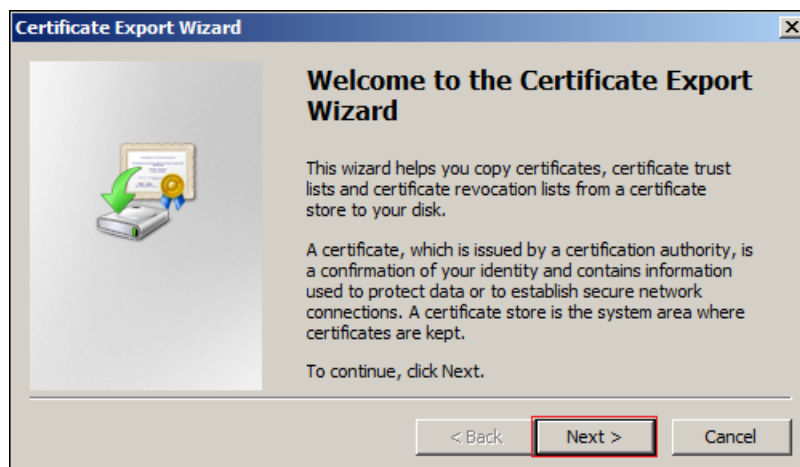 Certificate Export Wizard
Welcome to the Certificate Export
Wizard
This wizard helps you copy certificates, certificate trust
lists and certificate revocation lists from a certificate
store to your disk.
A certificate, which is issued by a certification authority, is
a confirmation of your identity and contains information
used to protect data or to establish secure network
connections. A certificate store is the system area where
certificates are kept.
To continue, click Next.
< Back
Next >
Cancel